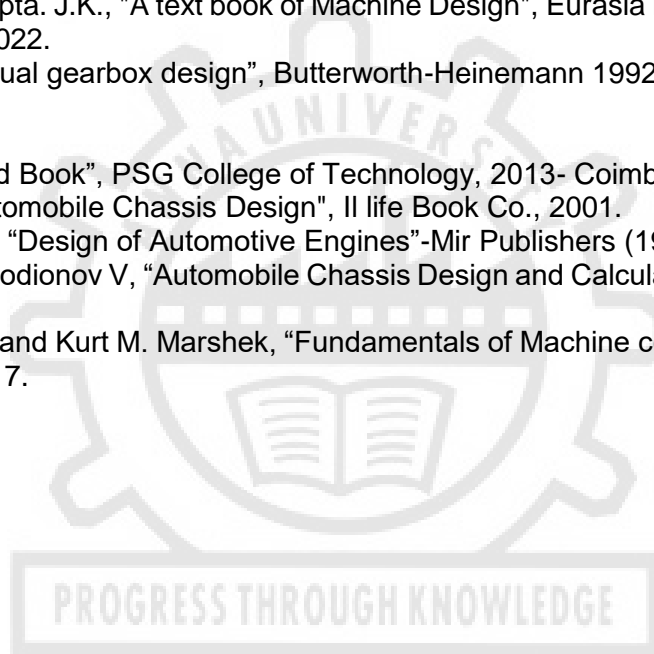 pta. J.K., "A text book of Machine Design", Eurasia
022.
ual gearbox design”, Butterworth-Heinemann 1992
d Book”, PSG College of Technology, 2013- Coimb
tomobile Chassis Design", II life Book Co., 2001.
“Design of Automotive Engines”-Mir Publishers (19
odionov V, “Automobile Chassis Design and Calcula
and Kurt M. Marshek, “Fundamentals of Machine c
7.
UNIVERS
PROGRESS THROUGH KNOWLEDGE